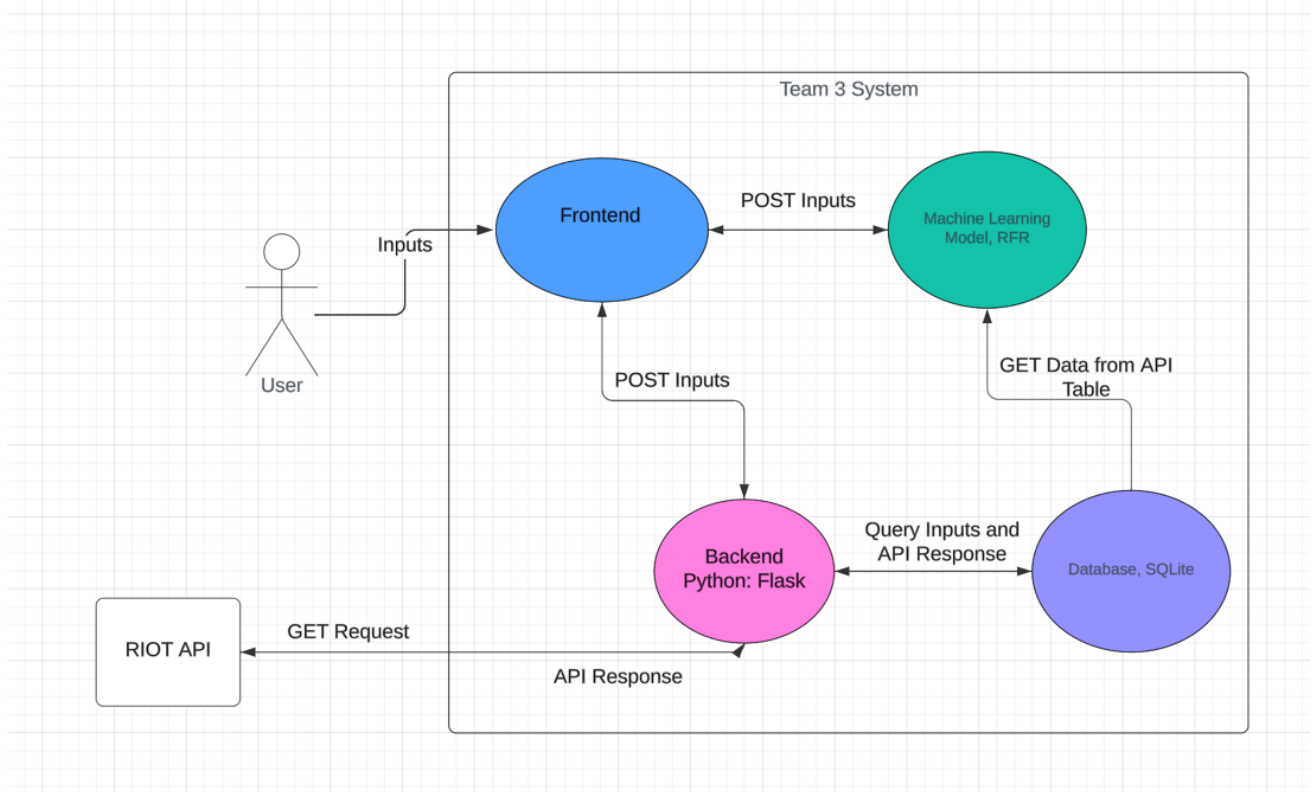 Team 3 System
Frontend
POST Inputs
Machine Learning
Model, RFR
Inputs
User
POST Inputs
GET Data from API
Table
Query Inputs and
API Response
Backend
Python: Flask
Database, SQLite
RIOT API
GET Request
API Response